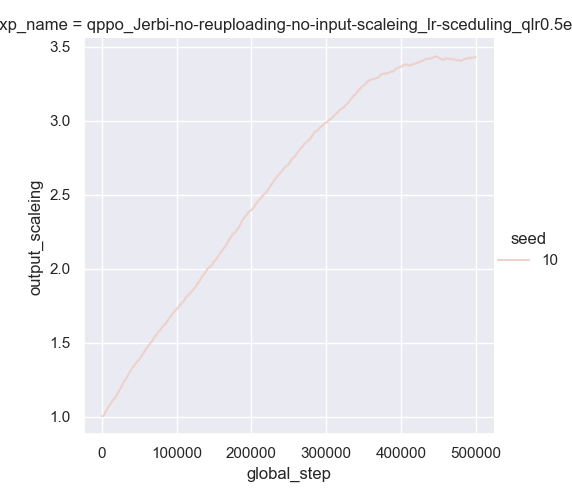 xp_name = qppo_Jerbi-no-reuploading-no-input-scaleing_lr-sceduling_qlr0.5e
3.5
3.0
2.5
2.0
1.5
1.0
output_scaleing
0 100000 200000 300000 400000 500000
global_step
seed
10